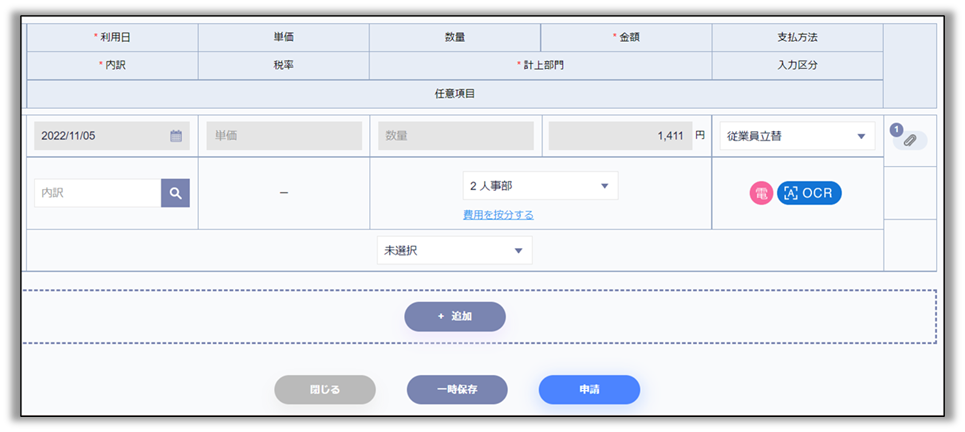 *利用日 単価 数量 *金額 支払方法
*内訳 税率 *計上部門 入力区分
任意項目
2022/11/05 単価 数量 1,411 円 従業員立替 1
内訳 － 2 人事部 電 A OCR
費用を按分する
未選択
+ 追加
閉じる 一時保存 申請